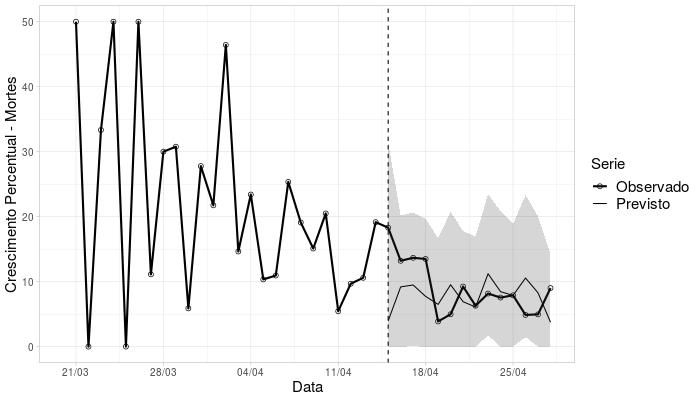 Crescimento Percentual - Mortes
50
40
30
20
10
0
21/03
28/03
04/04
11/04
18/04
25/04
Data
Serie
Observado
Previsto